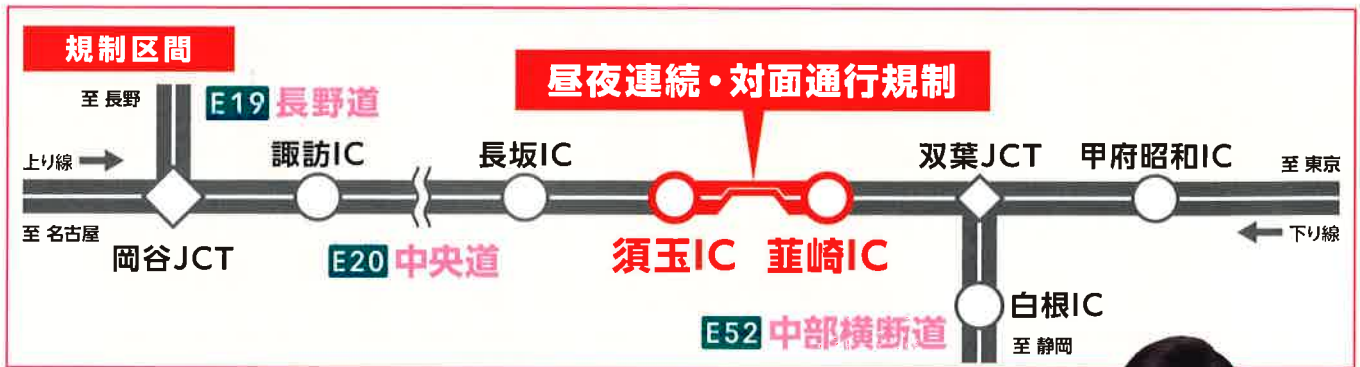 規制区間
昼夜連続・対面通行規制
至 長野
E19 長野道
上り線
諏訪IC
長坂IC
双葉JCT
甲府昭和IC
至 東京
至 名古屋
下り線
岡谷JCT
E20 中央道
須玉IC
韮崎IC
白根IC
E52 中部横断道
至 静岡